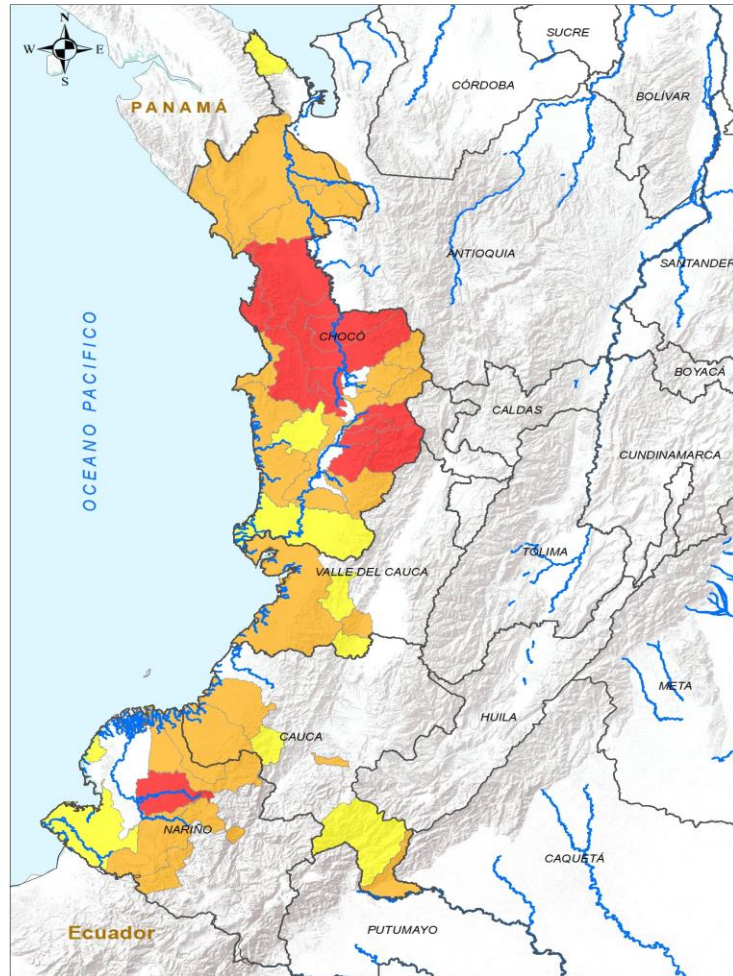 N
W E
S
SUCRE
CÓRDOBA
BOLÍVAR
PANAMÁ
ANTIOQUIA
SANTANDER
OCEANO PACIFICO
CHOCÓ
BOYACÁ
CALDAS
CUNDINAMARCA
TOLIMA
VALLE DEL CAUCA
META
HUILA
CAUCA
NARIÑO
CAQUETÁ
Ecuador
PUTUMAYO